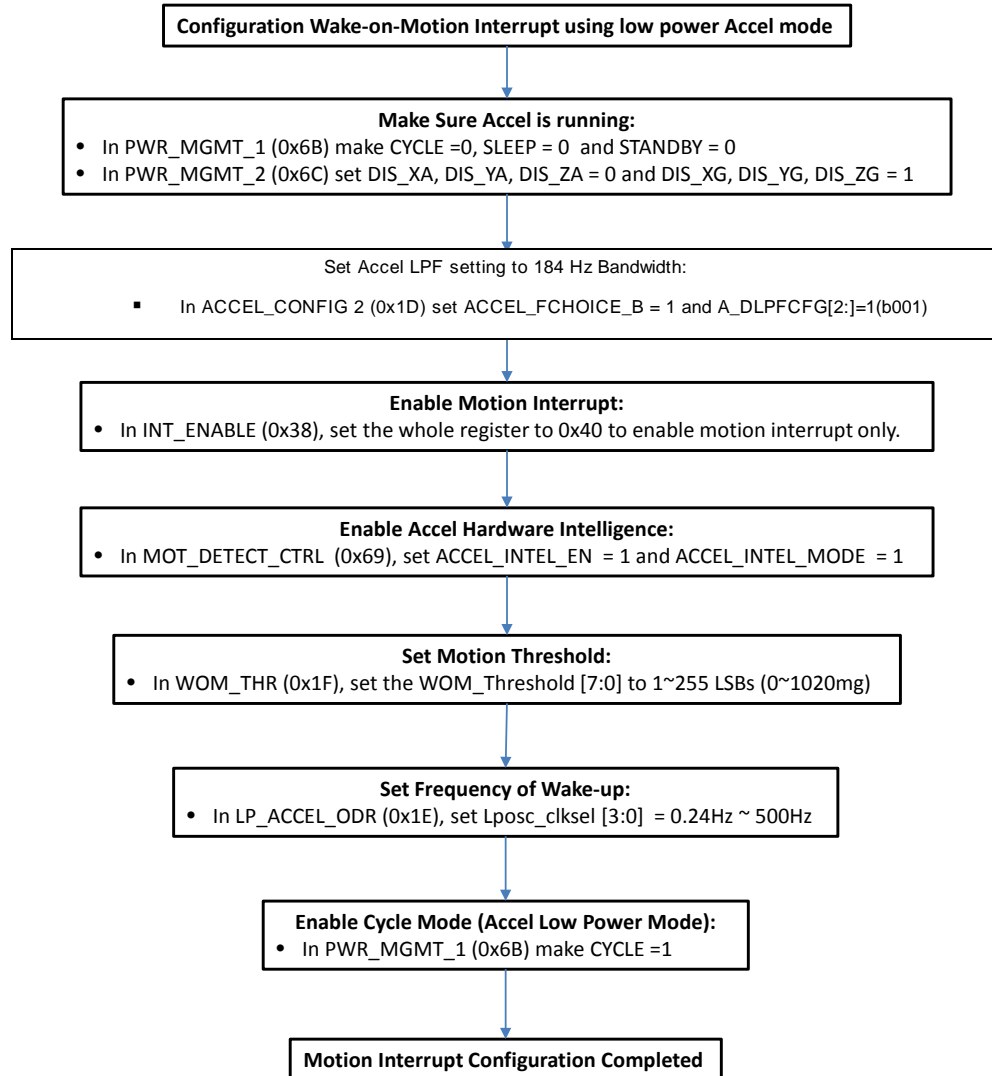 Configuration Wake-on-Motion Interrupt using low power Accel mode
Make Sure Accel is running:
• In PWR_MGMT_1 (0x6B) make CYCLE =0, SLEEP = 0 and STANDBY = 0
• In PWR_MGMT_2 (0x6C) set DIS_XA, DIS_YA, DIS_ZA = 0 and DIS_XG, DIS_YG, DIS_ZG = 1
Set Accel LPF setting to 184 Hz Bandwidth:
▪ In ACCEL_CONFIG 2 (0x1D) set ACCEL_FCHOICE_B = 1 and A_DLPFCFG[2:]=1(b001)
Enable Motion Interrupt:
• In INT_ENABLE (0x38), set the whole register to 0x40 to enable motion interrupt only.
Enable Accel Hardware Intelligence:
• In MOT_DETECT_CTRL (0x69), set ACCEL_INTEL_EN = 1 and ACCEL_INTEL_MODE = 1
Set Motion Threshold:
• In WOM_THR (0x1F), set the WOM_Threshold [7:0] to 1~255 LSBs (0~1020mg)
Set Frequency of Wake-up:
• In LP_ACCEL_ODR (0x1E), set Lposc_clksel [3:0] = 0.24Hz ~ 500Hz
Enable Cycle Mode (Accel Low Power Mode):
• In PWR_MGMT_1 (0x6B) make CYCLE =1
Motion Interrupt Configuration Completed